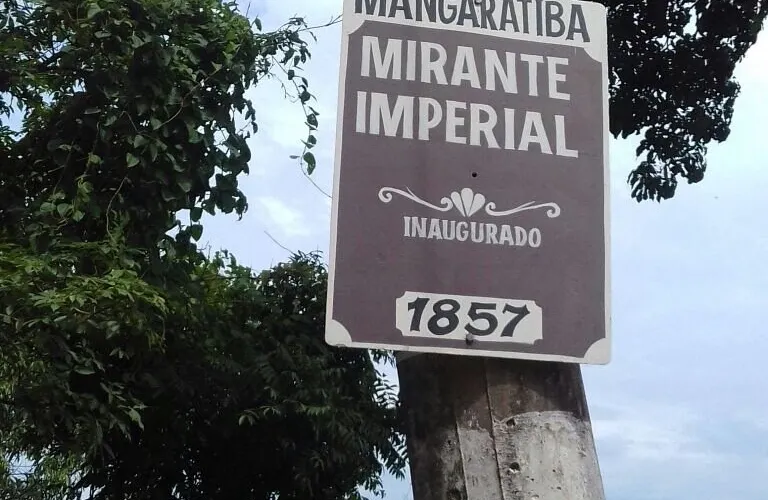 MANGARATIBA
MIRANTE
IMPERIAL
INAUGURADO
1857